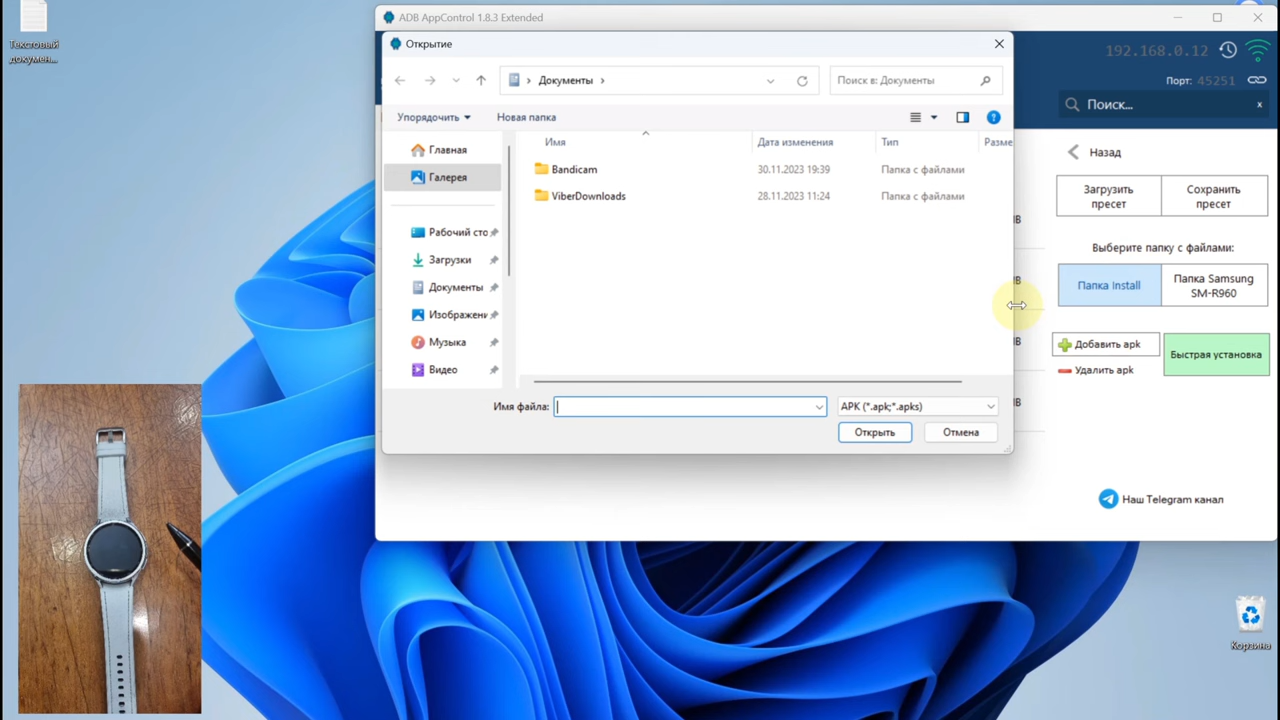 Текстовый
докумен...
ADB AppControl 1.8.3 Extended
Открытие
192.168.0.12
Документы
Поиск в: Документы
Порт: 45251
Поиск...
x
Упорядочить
Новая папка
Имя
Дата изменения
Тип
Разме
Главная
Назад
Bandicam
30.11.2023 19:39
Папка с файлами
Галерея
ViberDownloads
28.11.2023 11:24
Папка с файлами
Загрузить
пресет
Сохранить
пресет
Рабочий сто
Выберите папку с файлами:
Загрузки
Документы
Папка Install
Папка Samsung
SM-R960
Изображени
Музыка
Добавить apk
Быстрая установка
Видео
Удалить apk
Имя файла:
APK (*.apk;*.apks)
Открыть
Отмена
Наш Telegram канал
Корзина